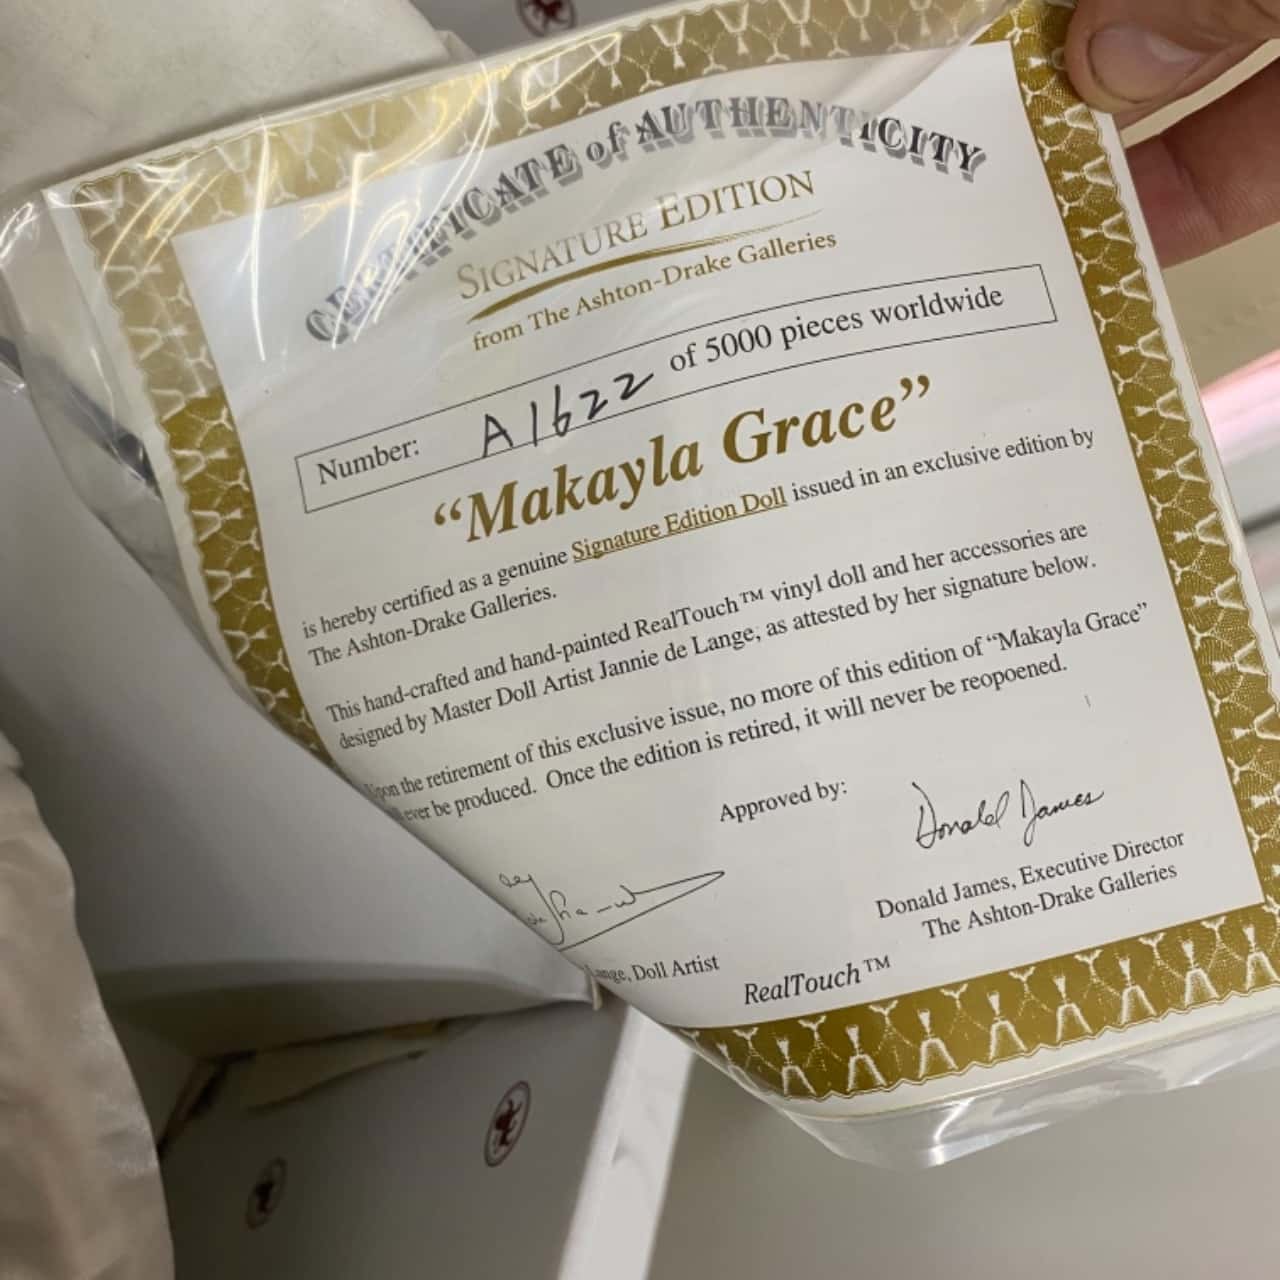 CERTIFICATE of AUTHENTICITY
SIGNATURE EDITION
from The Ashton-Drake Galleries
Number: A1622 of 5000 pieces worldwide
“Makayla Grace”
is hereby certified as a genuine Signature Edition Doll issued in an exclusive edition by
The Ashton-Drake Galleries.
This hand-crafted and hand-painted RealTouch™ vinyl doll and her accessories are
designed by Master Doll Artist Jannie de Lange, as attested by her signature below.
Upon the retirement of this exclusive issue, no more of this edition of “Makayla Grace”
ever be produced. Once the edition is retired, it will never be reopoened.
Approved by:
Donald James
Donald James, Executive Director
The Ashton-Drake Galleries
Lange, Doll Artist
RealTouch™